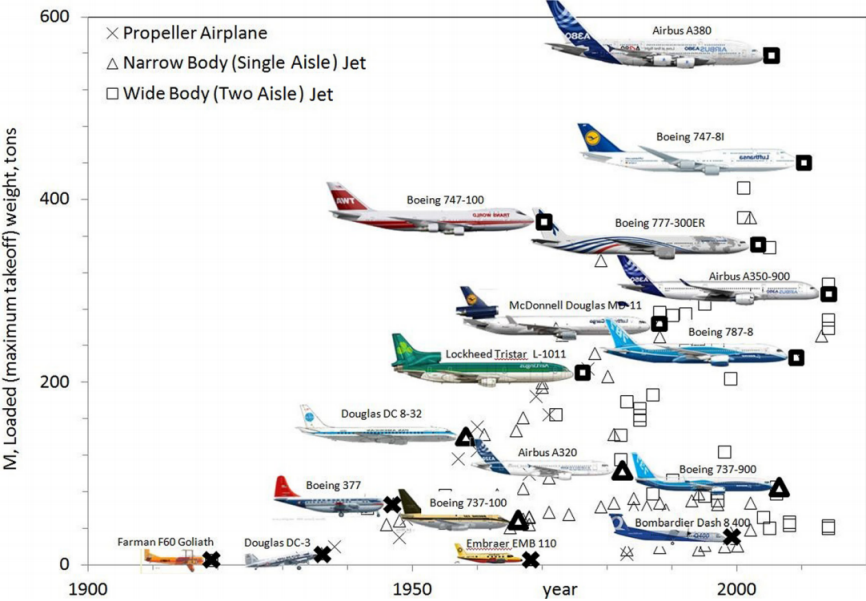 600
Propeller Airplane
Narrow Body (Single Aisle) Jet
Wide Body (Two Aisle) Jet
Airbus A380
Boeing 747-8I
400
Boeing 747-100
Boeing 777-300ER
Airbus A350-900
McDonnell Douglas MD-11
Boeing 787-8
Lockheed Tristar L-1011
200
Douglas DC 8-32
Airbus A320
Boeing 737-900
Boeing 377
Boeing 737-100
Bombardier Dash 8 400
Farman F60 Goliath
Douglas DC-3
Embraer EMB 110
0
1900
1950
year
2000
M, Loaded (maximum takeoff) weight, tons